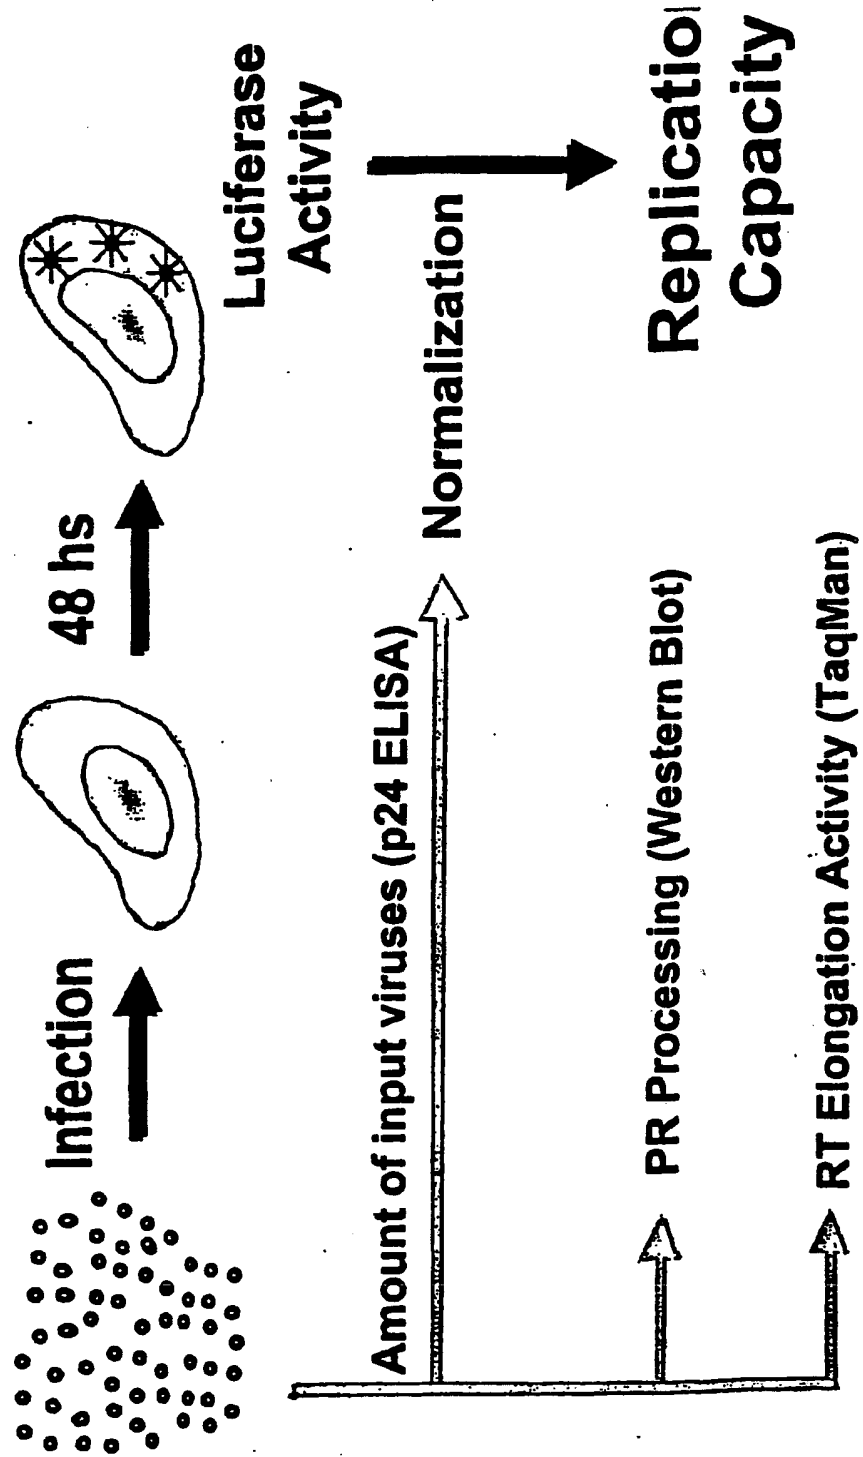 Infection
48 hs
Luciferase
Activity
Amount of input viruses (p24 ELISA)
Normalization
PR Processing (Western Blot)
Replicatio
Capacity
RT Elongation Activity (TaqMan)